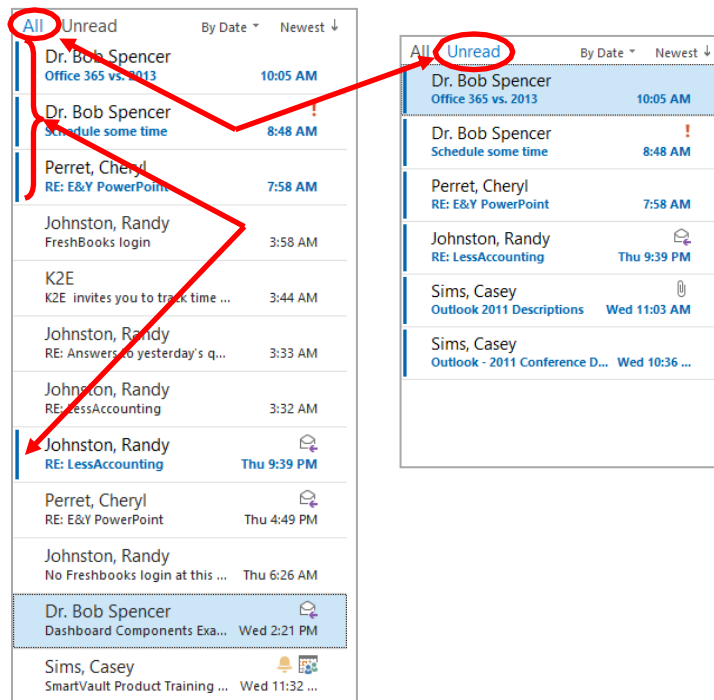 All Unread By Date Newest
Dr. Bob Spencer
Office 365 vs. 2013 10:05 AM
Dr. Bob Spencer !
Schedule some time 8:48 AM
Perret, Cheryl
RE: E&Y PowerPoint 7:58 AM
Johnston, Randy
FreshBooks login 3:58 AM
K2E
K2E invites you to track time ... 3:44 AM
Johnston, Randy
RE: Answers to yesterday's q... 3:33 AM
Johnston, Randy
RE: LessAccounting 3:32 AM
Johnston, Randy
RE: LessAccounting Thu 9:39 PM
Perret, Cheryl
RE: E&Y PowerPoint Thu 4:49 PM
Johnston, Randy
No Freshbooks login at this ... Thu 6:26 AM
Dr. Bob Spencer
Dashboard Components Exa... Wed 2:21 PM
Sims, Casey
SmartVault Product Training ... Wed 11:32 ...
All Unread By Date Newest
Dr. Bob Spencer
Office 365 vs. 2013 10:05 AM
Dr. Bob Spencer !
Schedule some time 8:48 AM
Perret, Cheryl
RE: E&Y PowerPoint 7:58 AM
Johnston, Randy
RE: LessAccounting Thu 9:39 PM
Sims, Casey
Outlook 2011 Descriptions Wed 11:03 AM
Sims, Casey
Outlook - 2011 Conference D... Wed 10:36 ...